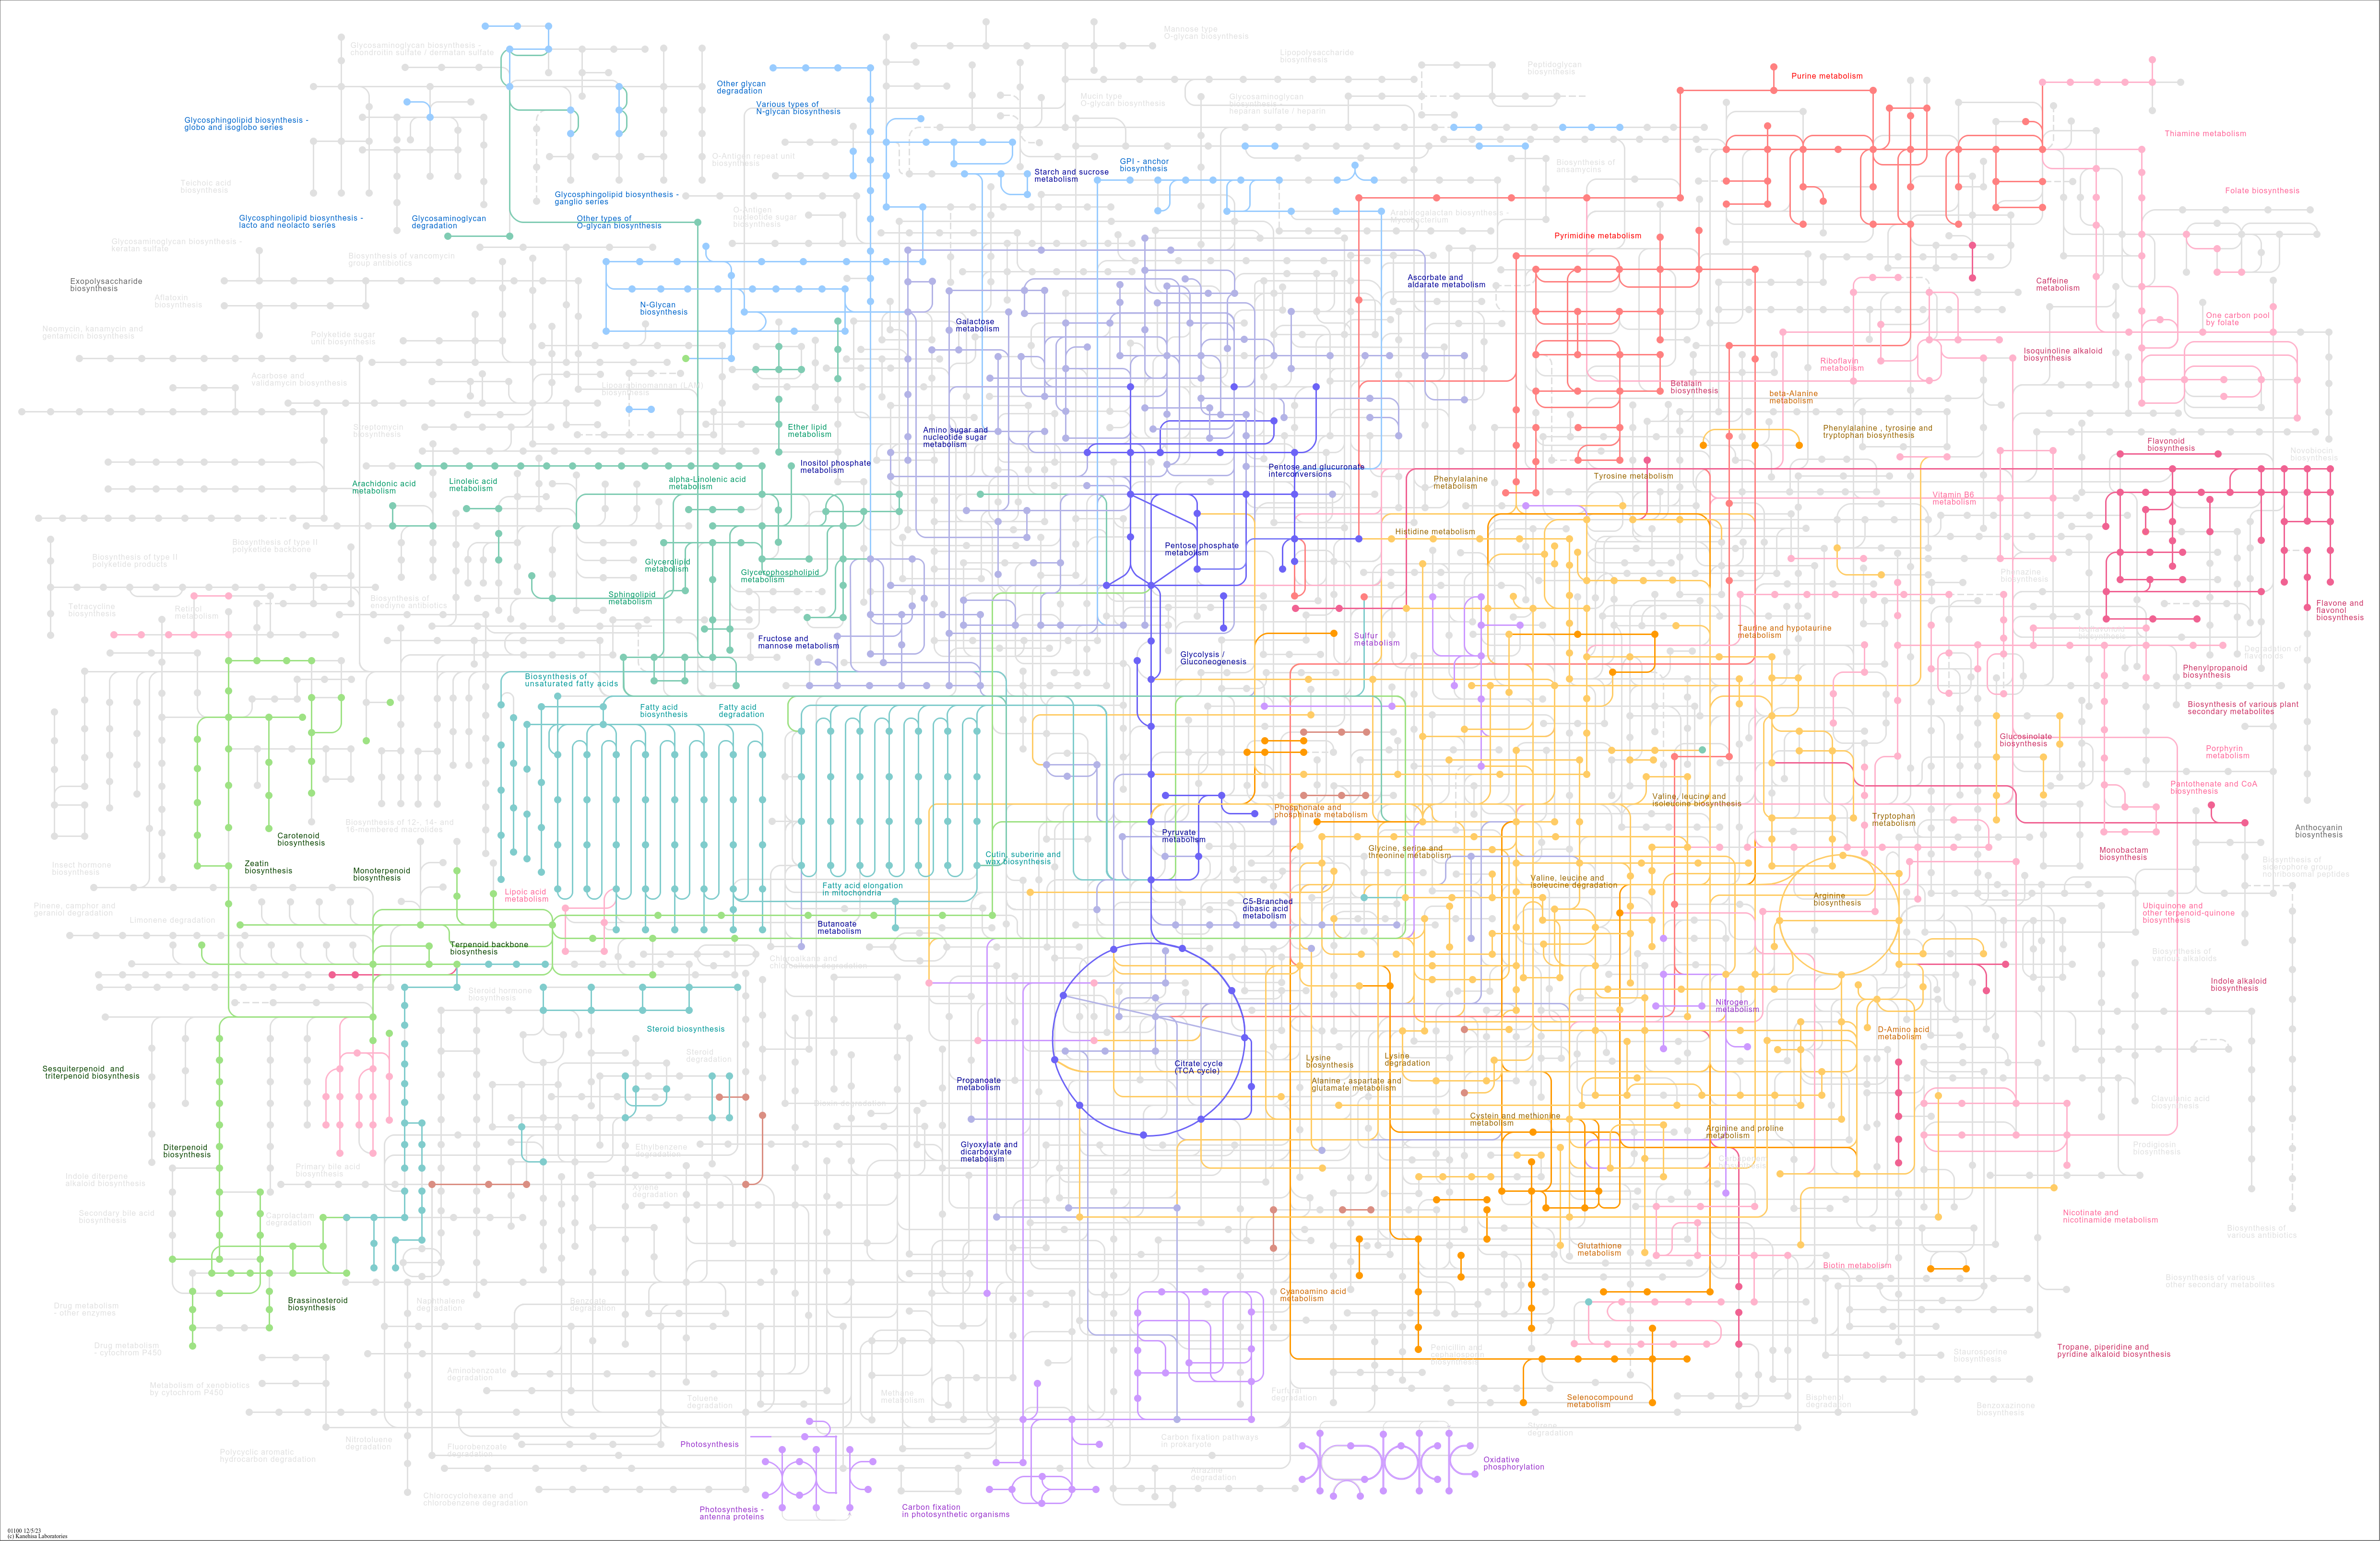 Glycosaminoglycan biosynthesis -
chondroitin sulfate / dermatan sulfate
Mannose type
O-glycan biosynthesis
Lipopolysaccharide
biosynthesis
Peptidoglycan
biosynthesis
Purine metabolism
Other glycan
degradation
Various types of
N-glycan biosynthesis
Mucin type
O-glycan biosynthesis
Glycosaminoglycan
biosynthesis -
heparan sulfate / heparin
Glycosphingolipid biosynthesis -
globo and isoglobo series
Thiamine metabolism
O-Antigen repeat unit
biosynthesis
GPI - anchor
biosynthesis
Biosynthesis of
ansamycins
Starch and sucrose
metabolism
Teichoic acid
biosynthesis
Glycosphingolipid biosynthesis -
ganglio series
Folate biosynthesis
Glycosphingolipid biosynthesis -
lacto and neolacto series
Glycosaminoglycan
degradation
Other types of
O-glycan biosynthesis
O-Antigen
nucleotide sugar
biosynthesis
Arabinogalactan biosynthesis -
Mycobacterium
Pyrimidine metabolism
Glycosaminoglycan biosynthesis -
keratan sulfate
Biosynthesis of vancomycin
group antibiotics
Exopolysaccharide
biosynthesis
Ascorbate and
aldarate metabolism
Caffeine
metabolism
Aflatoxin
biosynthesis
N-Glycan
biosynthesis
One carbon pool
by folate
Neomycin, kanamycin and
gentamicin biosynthesis
Polyketide sugar
unit biosynthesis
Galactose
metabolism
Isoquinoline alkaloid
biosynthesis
Riboflavin
metabolism
Acarbose and
validamycin biosynthesis
Lipoarabinomannan (LAM)
biosynthesis
Betalain
biosynthesis
beta-Alanine
metabolism
Streptomycin
biosynthesis
Ether lipid
metabolism
Amino sugar and
nucleotide sugar
metabolism
Phenylalanine , tyrosine and
tryptophan biosynthesis
Flavonoid
biosynthesis
Novobiocin
biosynthesis
Inositol phosphate
metabolism
Pentose and glucuronate
interconversions
Arachidonic acid
metabolism
Linoleic acid
metabolism
alpha-Linolenic acid
metabolism
Phenylalanine
metabolism
Tyrosine metabolism
Vitamin B6
metabolism
Histidine metabolism
Biosynthesis of type II
polyketide backbone
Biosynthesis of type II
polyketide products
Pentose phosphate
metabolism
Glycerolipid
metabolism
Glycerophospholipid
metabolism
Phenazine
biosynthesis
Sphingolipid
metabolism
Biosynthesis of
enediyne antibiotics
Tetracycline
biosynthesis
Retinol
metabolism
Flavone and
flavonol
biosynthesis
Fructose and
mannose metabolism
Sulfur
metabolism
Taurine and hypotaurine
metabolism
Glycolysis /
Gluconeogenesis
Degradation of
flavonoids
Phenylpropanoid
biosynthesis
Biosynthesis of
unsaturated fatty acids
Fatty acid
biosynthesis
Fatty acid
degradation
Biosynthesis of various plant
secondary metabolites
Glucosinolate
biosynthesis
Porphyrin
metabolism
Pantothenate and CoA
biosynthesis
Valine, leucine and
isoleucine biosynthesis
Phosphonate and
phosphinate metabolism
Tryptophan
metabolism
Biosynthesis of 12-, 14- and
16-membered macrolides
Carotenoid
biosynthesis
Pyruvate
metabolism
Anthocyanin
biosynthesis
Glycine, serine and
threonine metabolism
Monobactam
biosynthesis
Cutin, suberine and
wax biosynthesis
Insect hormone
biosynthesis
Zeatin
biosynthesis
Monoterpenoid
biosynthesis
Biosynthesis of
siderophore group
nonribosomal peptides
Valine, leucine and
isoleucine degradation
Fatty acid elongation
in mitochondria
Lipoic acid
metabolism
Arginine
biosynthesis
Pinene, camphor and
geraniol degradation
Limonene degradation
C5-Branched
dibasic acid
metabolism
Butanoate
metabolism
Ubiquinone and
other terpenoid-quinone
biosynthesis
Terpenoid backbone
biosynthesis
Chloroalkane and
chloroalkene degradation
Biosynthesis of
various alkaloids
Indole alkaloid
biosynthesis
Steroid hormone
biosynthesis
Nitrogen
metabolism
Steroid biosynthesis
D-Amino acid
metabolism
Steroid
degradation
Lysine
biosynthesis
Lysine
degradation
Citrate cycle
(TCA cycle)
Sesquiterpenoid and
triterpenoid biosynthesis
Propanoate
metabolism
Alanine , aspartate and
glutamate metabolism
Clavulanic acid
biosynthesis
Cystein and methionine
metabolism
Arginine and proline
metabolism
Diterpenoid
biosynthesis
Ethylbenzene
degradation
Glyoxylate and
dicarboxylate
metabolism
Prodigiosin
biosynthesis
Primary bile acid
biosynthesis
Indole diterpene
alkaloid biosynthesis
Xylene
degradation
Secondary bile acid
biosynthesis
Caprolactam
degradation
Nicotinate and
nicotinamide metabolism
Biosynthesis of
various antibiotics
Glutathione
metabolism
Biotin metabolism
Biosynthesis of various
other secondary metabolites
Cyanoamino acid
metabolism
Brassinosteroid
biosynthesis
Naphthalene
degradation
Benzoate
degradation
Drug metabolism
- other enzymes
Drug metabolism
- cytochrom P450
Penicillin and
cephalosporin
biosynthesis
Staurosporine
biosynthesis
Tropane, piperidine and
pyridine alkaloid biosynthesis
Aminobenzoate
degradation
Metabolism of xenobiotics
by cytochrom P450
Methane
metabolism
Furfural
degradation
Toluene
degradation
Selenocompound
metabolism
Bisphenol
degradation
Benzoxazinone
biosynthesis
Styrene
degradation
Nitrotoluene
degradation
Fluorobenzoate
degradation
Polycyclic aromatic
hydrocarbon degradation
Photosynthesis
Carbon fixation pathways
in prokaryote
Atrazine
degradation
Oxidative
phosphorylation
Chlorocyclohexane and
chlorobenzene degradation
Photosynthesis -
antenna proteins
Carbon fixation
in photosynthetic organisms
01100 12/5/23
(c) Kanehisa Laboratories